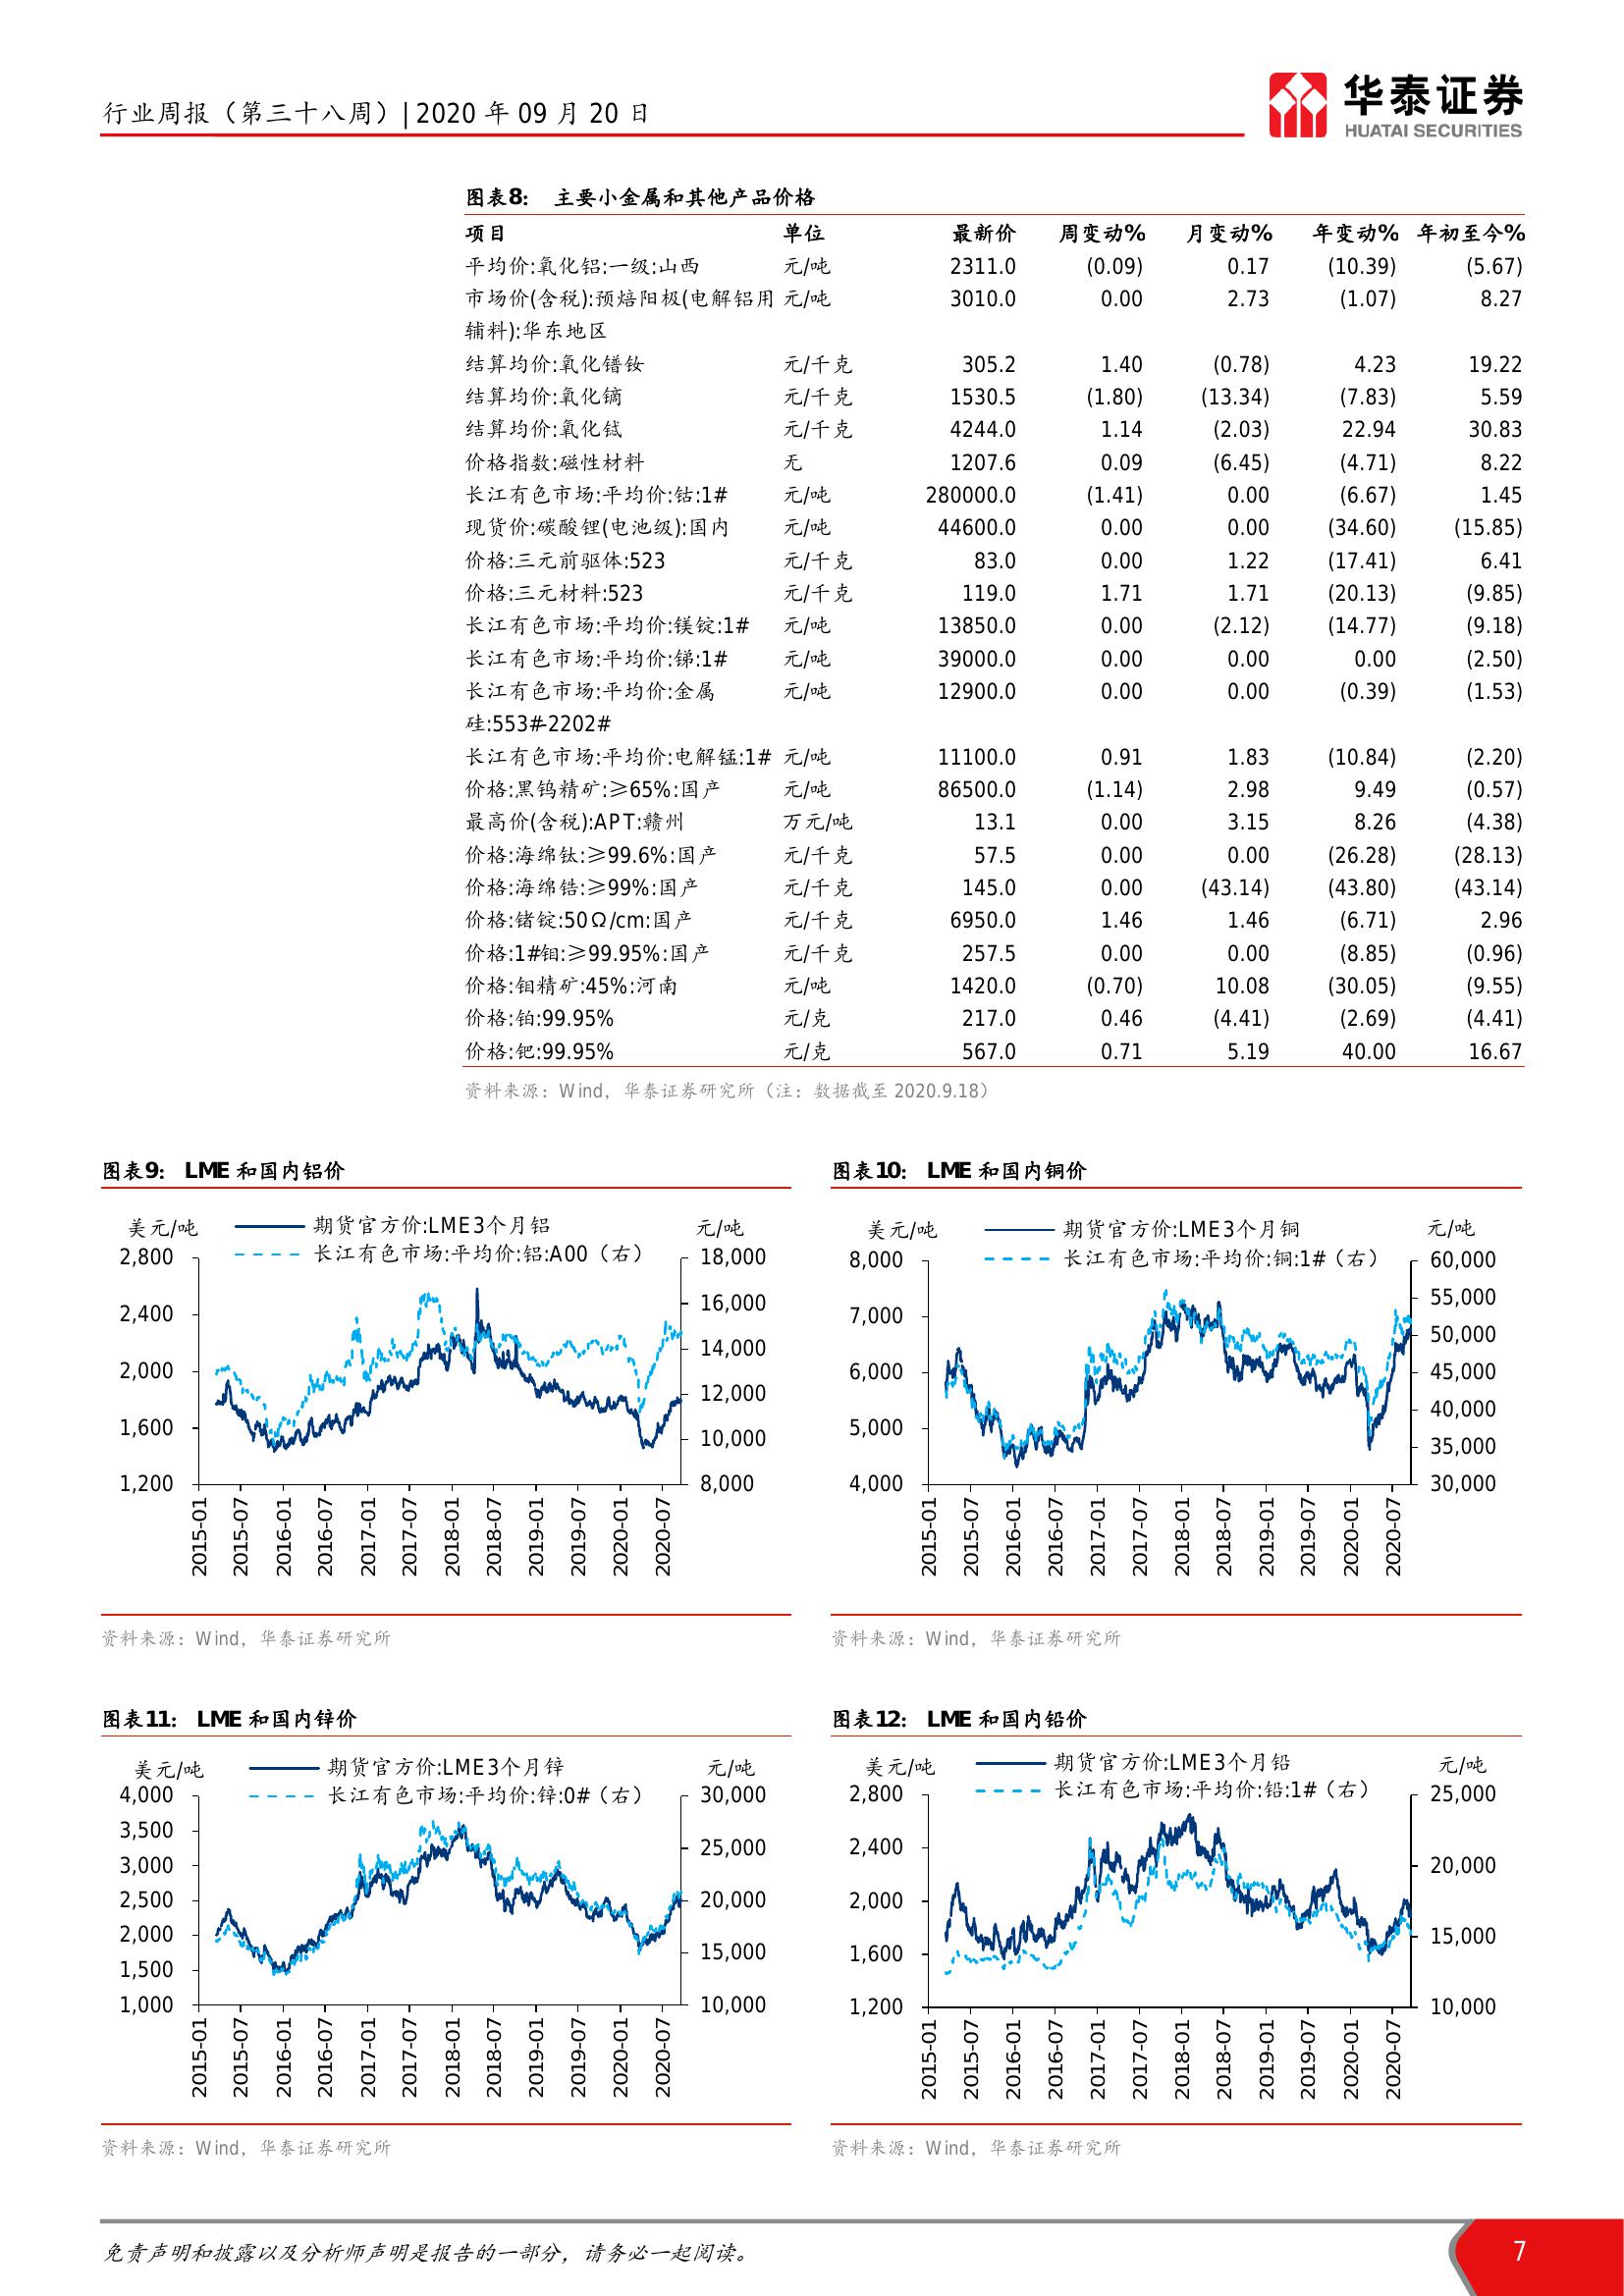 行业周报（第三十八周）| 2020 年 09 月 20 日
华泰证券
HUATAI SECURITIES
图表8： 主要小金属和其他产品价格
项目 单位 最新价 周变动% 月变动% 年变动% 年初至今%
平均价:氧化铝:一级:山西 元/吨 2311.0 (0.09) 0.17 (10.39) (5.67)
市场价(含税):预焙阳极(电解铝用 元/吨 3010.0 0.00 2.73 (1.07) 8.27
辅料):华东地区
结算均价:氧化镨钕 元/千克 305.2 1.40 (0.78) 4.23 19.22
结算均价:氧化镝 元/千克 1530.5 (1.80) (13.34) (7.83) 5.59
结算均价:氧化铽 元/千克 4244.0 1.14 (2.03) 22.94 30.83
价格指数:磁性材料 无 1207.6 0.09 (6.45) (4.71) 8.22
长江有色市场:平均价:钴:1# 元/吨 280000.0 (1.41) 0.00 (6.67) 1.45
现货价:碳酸锂(电池级):国内 元/吨 44600.0 0.00 0.00 (34.60) (15.85)
价格:三元前驱体:523 元/千克 83.0 0.00 1.22 (17.41) 6.41
价格:三元材料:523 元/千克 119.0 1.71 1.71 (20.13) (9.85)
长江有色市场:平均价:镁锭:1# 元/吨 13850.0 0.00 (2.12) (14.77) (9.18)
长江有色市场:平均价:锑:1# 元/吨 39000.0 0.00 0.00 0.00 (2.50)
长江有色市场:平均价:金属 元/吨 12900.0 0.00 0.00 (0.39) (1.53)
硅:553#-2202#
长江有色市场:平均价:电解锰:1# 元/吨 11100.0 0.91 1.83 (10.84) (2.20)
价格:黑钨精矿:≥65%:国产 元/吨 86500.0 (1.14) 2.98 9.49 (0.57)
最高价(含税):APT:赣州 万元/吨 13.1 0.00 3.15 8.26 (4.38)
价格:海绵钛:≥99.6%:国产 元/千克 57.5 0.00 0.00 (26.28) (28.13)
价格:海绵锆:≥99%:国产 元/千克 145.0 0.00 (43.14) (43.80) (43.14)
价格:锗锭:50Ω/cm:国产 元/千克 6950.0 1.46 1.46 (6.71) 2.96
价格:1#钼:≥99.95%:国产 元/千克 257.5 0.00 0.00 (8.85) (0.96)
价格:钼精矿:45%:河南 元/吨 1420.0 (0.70) 10.08 (30.05) (9.55)
价格:铂:99.95% 元/克 217.0 0.46 (4.41) (2.69) (4.41)
价格:钯:99.95% 元/克 567.0 0.71 5.19 40.00 16.67
资料来源：Wind，华泰证券研究所（注：数据截至 2020.9.18）
图表9： LME 和国内铝价
美元/吨 期货官方价:LME3个月铝 元/吨
长江有色市场:平均价:铝:A00（右）
2,800 18,000
2,400 16,000
14,000
2,000
12,000
1,600 10,000
1,200 8,000
2015-01 2015-07 2016-01 2016-07 2017-01 2017-07 2018-01 2018-07 2019-01 2019-07 2020-01 2020-07
资料来源：Wind，华泰证券研究所
图表10： LME 和国内铜价
美元/吨 期货官方价:LME3个月铜 元/吨
长江有色市场:平均价:铜:1#（右）
8,000 60,000
55,000
7,000
50,000
6,000 45,000
40,000
5,000
35,000
4,000 30,000
2015-01 2015-07 2016-01 2016-07 2017-01 2017-07 2018-01 2018-07 2019-01 2019-07 2020-01 2020-07
资料来源：Wind，华泰证券研究所
图表11： LME 和国内锌价
美元/吨 期货官方价:LME3个月锌 元/吨
长江有色市场:平均价:锌:0#（右）
4,000 30,000
3,500
25,000
3,000
2,500 20,000
2,000
15,000
1,500
1,000 10,000
2015-01 2015-07 2016-01 2016-07 2017-01 2017-07 2018-01 2018-07 2019-01 2019-07 2020-01 2020-07
资料来源：Wind，华泰证券研究所
图表12： LME 和国内铅价
美元/吨 期货官方价:LME3个月铅 元/吨
长江有色市场:平均价:铅:1#（右）
2,800 25,000
2,400
20,000
2,000
15,000
1,600
1,200 10,000
2015-01 2015-07 2016-01 2016-07 2017-01 2017-07 2018-01 2018-07 2019-01 2019-07 2020-01 2020-07
资料来源：Wind，华泰证券研究所
免责声明和披露以及分析师声明是报告的一部分，请务必一起阅读。 7